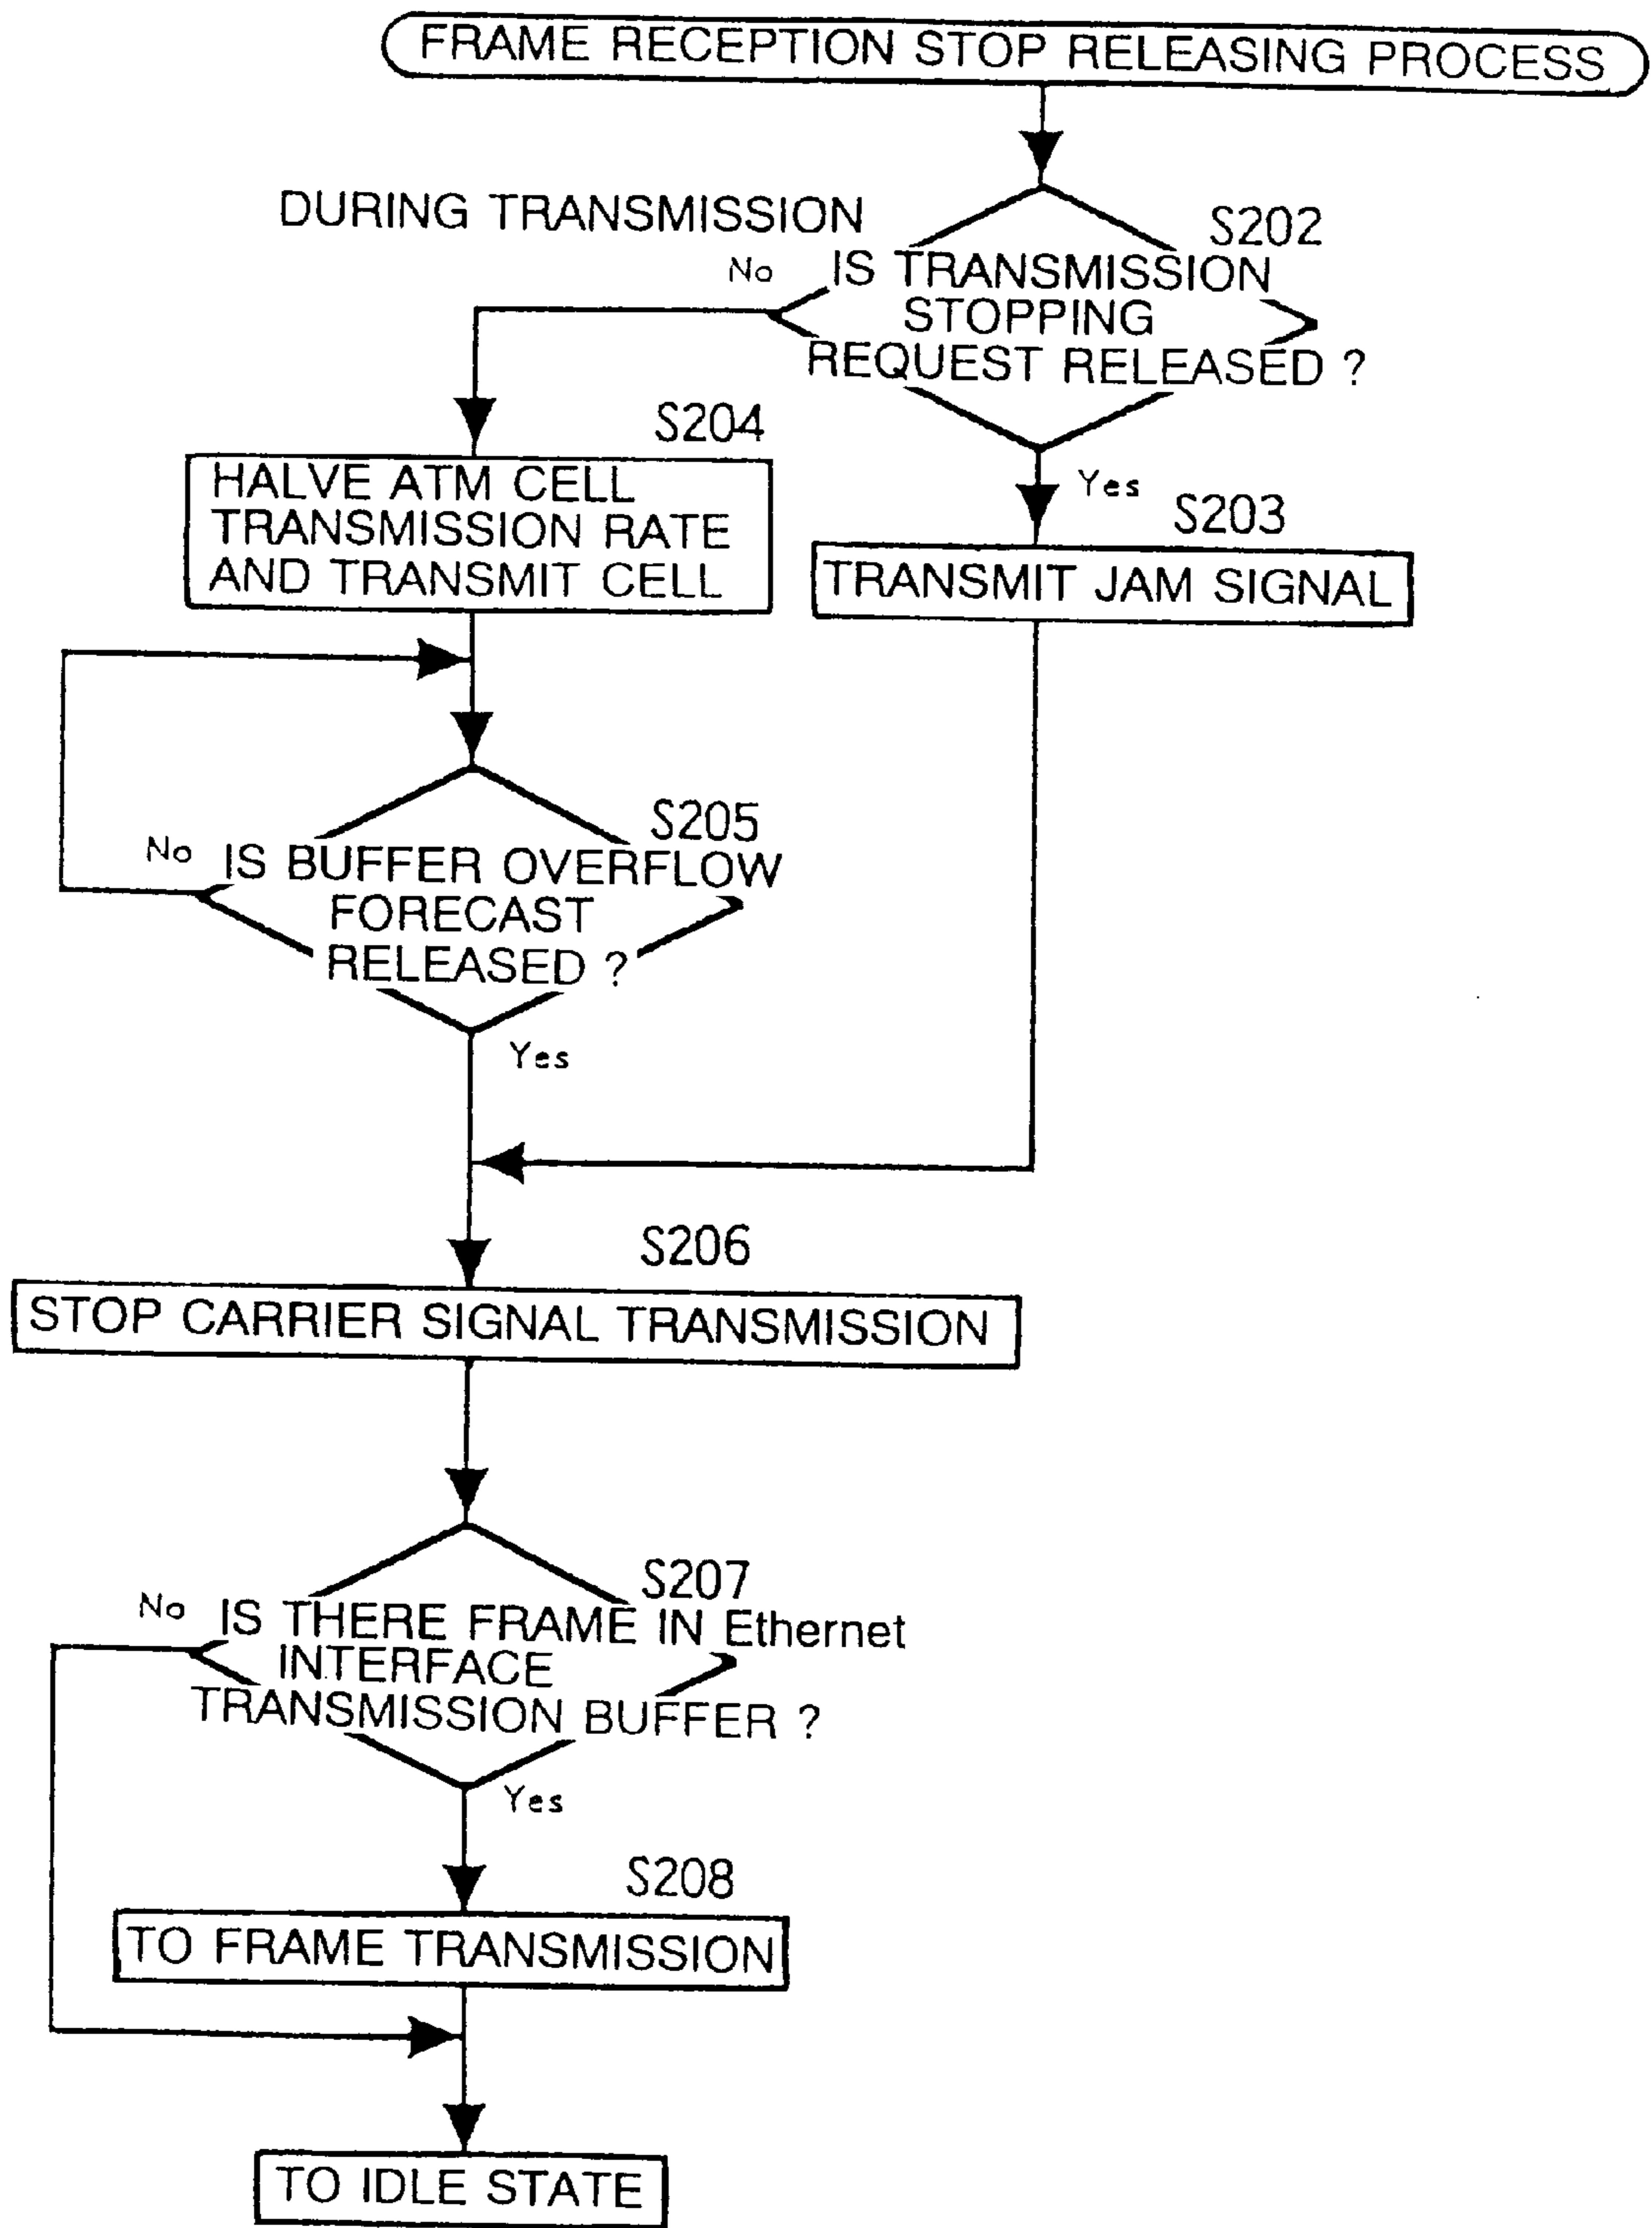 FRAME RECEPTION STOP RELEASING PROCESS
DURING TRANSMISSION
S202
No
IS TRANSMISSION
STOPPING
REQUEST RELEASED ?
Yes
S204
HALVE ATM CELL
TRANSMISSION RATE
AND TRANSMIT CELL
S203
TRANSMIT JAM SIGNAL
S205
No
IS BUFFER OVERFLOW
FORECAST
RELEASED ?
Yes
S206
STOP CARRIER SIGNAL TRANSMISSION
S207
No
IS THERE FRAME IN Ethernet
INTERFACE
TRANSMISSION BUFFER ?
Yes
S208
TO FRAME TRANSMISSION
TO IDLE STATE